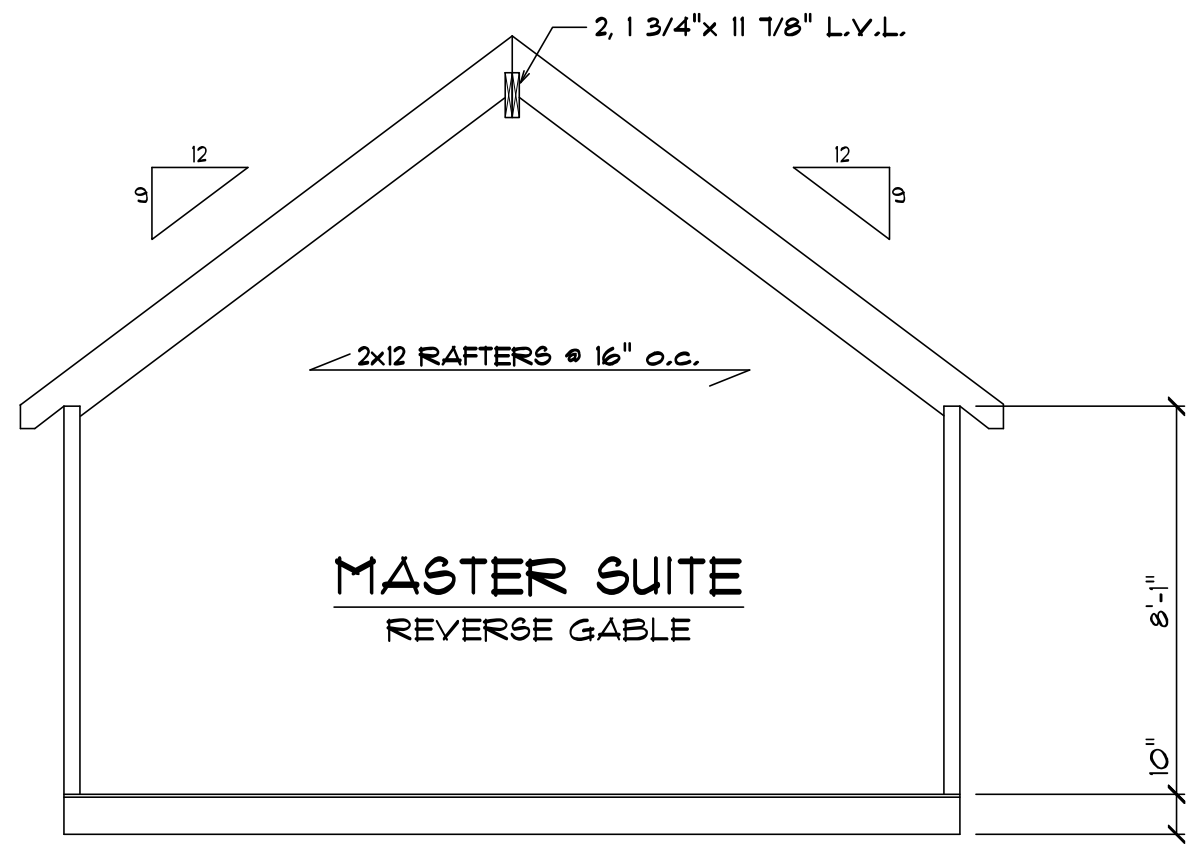 2, 1 3/4"x 11 7/8" L.V.L.
12
9
12
9
2x12 RAFTERS @ 16" o.c.
MASTER SUITE
REVERSE GABLE
8'-1"
10"